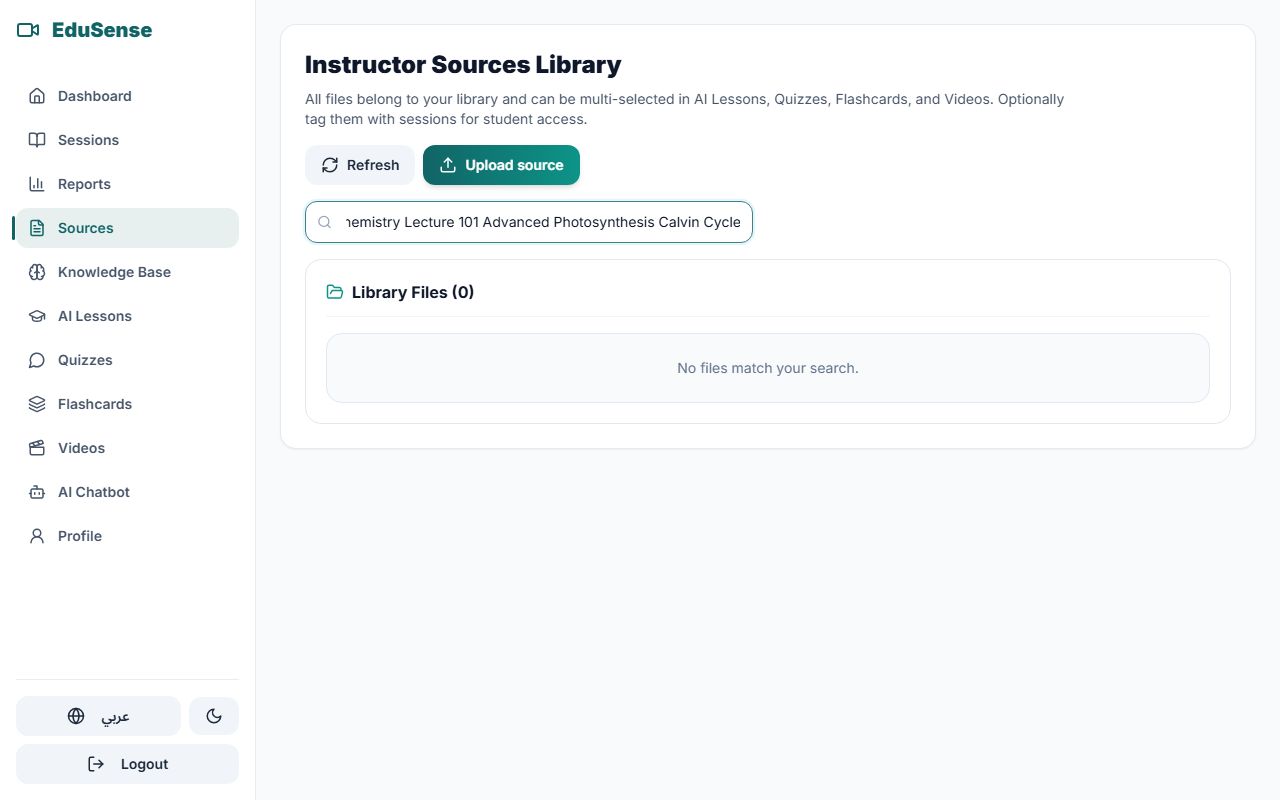 EduSense
Dashboard
Sessions
Reports
Sources
Knowledge Base
AI Lessons
Quizzes
Flashcards
Videos
AI Chatbot
Profile
عربي
Logout
Instructor Sources Library
All files belong to your library and can be multi-selected in AI Lessons, Quizzes, Flashcards, and Videos. Optionally
tag them with sessions for student access.
Refresh
Upload source
Lecture 101 Advanced Photosynthesis Calvin Cycle
Library Files (0)
No files match your search.